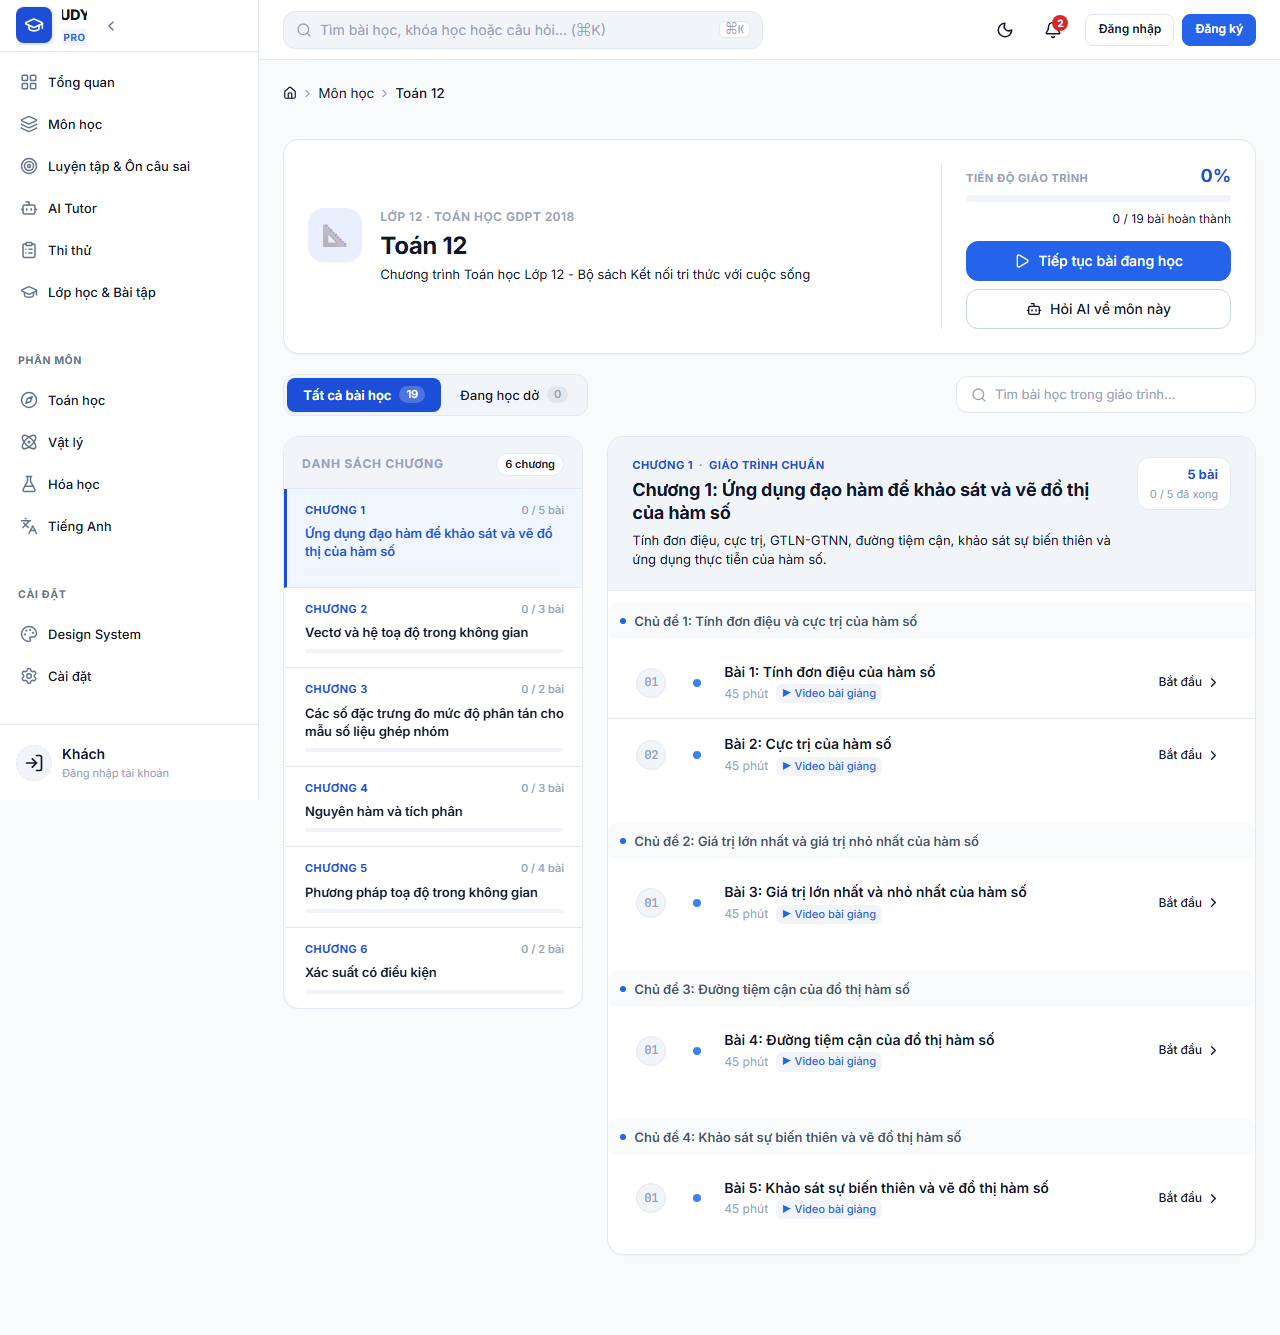 UDY
PRO
Tìm bài học, khóa học hoặc câu hỏi... (⌘K)
⌘K
2
Đăng nhập
Đăng ký
Tổng quan
Môn học
Luyện tập & Ôn câu sai
AI Tutor
Thi thử
Lớp học & Bài tập
PHÂN MÔN
Toán học
Vật lý
Hóa học
Tiếng Anh
CÀI ĐẶT
Design System
Cài đặt
Khách
Đăng nhập tài khoản
Môn học
Toán 12
LỚP 12 · TOÁN HỌC GDPT 2018
Toán 12
Chương trình Toán học Lớp 12 - Bộ sách Kết nối tri thức với cuộc sống
TIẾN ĐỘ GIÁO TRÌNH
0%
0 / 19 bài hoàn thành
Tiếp tục bài đang học
Hỏi AI về môn này
Tất cả bài học 19
Đang học dở 0
Tìm bài học trong giáo trình...
DANH SÁCH CHƯƠNG
6 chương
CHƯƠNG 1
0 / 5 bài
Ứng dụng đạo hàm để khảo sát và vẽ đồ
thị của hàm số
CHƯƠNG 2
0 / 3 bài
Vectơ và hệ toạ độ trong không gian
CHƯƠNG 3
0 / 2 bài
Các số đặc trưng đo mức độ phân tán cho
mẫu số liệu ghép nhóm
CHƯƠNG 4
0 / 3 bài
Nguyên hàm và tích phân
CHƯƠNG 5
0 / 4 bài
Phương pháp toạ độ trong không gian
CHƯƠNG 6
0 / 2 bài
Xác suất có điều kiện
CHƯƠNG 1 · GIÁO TRÌNH CHUẨN
Chương 1: Ứng dụng đạo hàm để khảo sát và vẽ đồ thị
của hàm số
Tính đơn điệu, cực trị, GTLN-GTNN, đường tiệm cận, khảo sát sự biến thiên và
ứng dụng thực tiễn của hàm số.
5 bài
0 / 5 đã xong
Chủ đề 1: Tính đơn điệu và cực trị của hàm số
01
Bài 1: Tính đơn điệu của hàm số
45 phút
▶ Video bài giảng
Bắt đầu
02
Bài 2: Cực trị của hàm số
45 phút
▶ Video bài giảng
Bắt đầu
Chủ đề 2: Giá trị lớn nhất và giá trị nhỏ nhất của hàm số
01
Bài 3: Giá trị lớn nhất và nhỏ nhất của hàm số
45 phút
▶ Video bài giảng
Bắt đầu
Chủ đề 3: Đường tiệm cận của đồ thị hàm số
01
Bài 4: Đường tiệm cận của đồ thị hàm số
45 phút
▶ Video bài giảng
Bắt đầu
Chủ đề 4: Khảo sát sự biến thiên và vẽ đồ thị hàm số
01
Bài 5: Khảo sát sự biến thiên và vẽ đồ thị hàm số
45 phút
▶ Video bài giảng
Bắt đầu